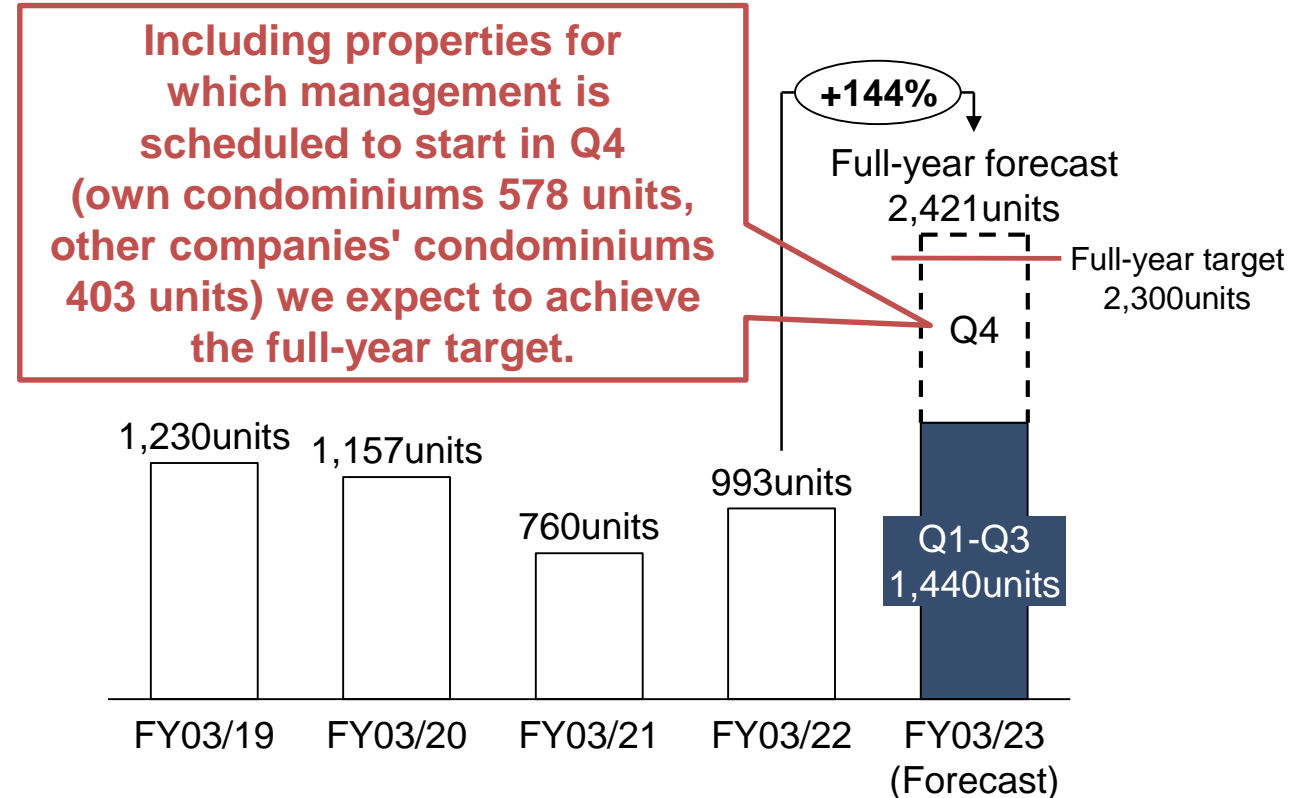 Including properties for
which management is
scheduled to start in Q4
(own condominiums 578 units,
other companies' condominiums
403 units) we expect to achieve
the full-year target.
+144%
Full-year forecast
2,421units
Full-year target
2,300units
Q4
1,230units
1,157units
760units
993units
Q1-Q3
1,440units
FY03/19
FY03/20
FY03/21
FY03/22
FY03/23
(Forecast)